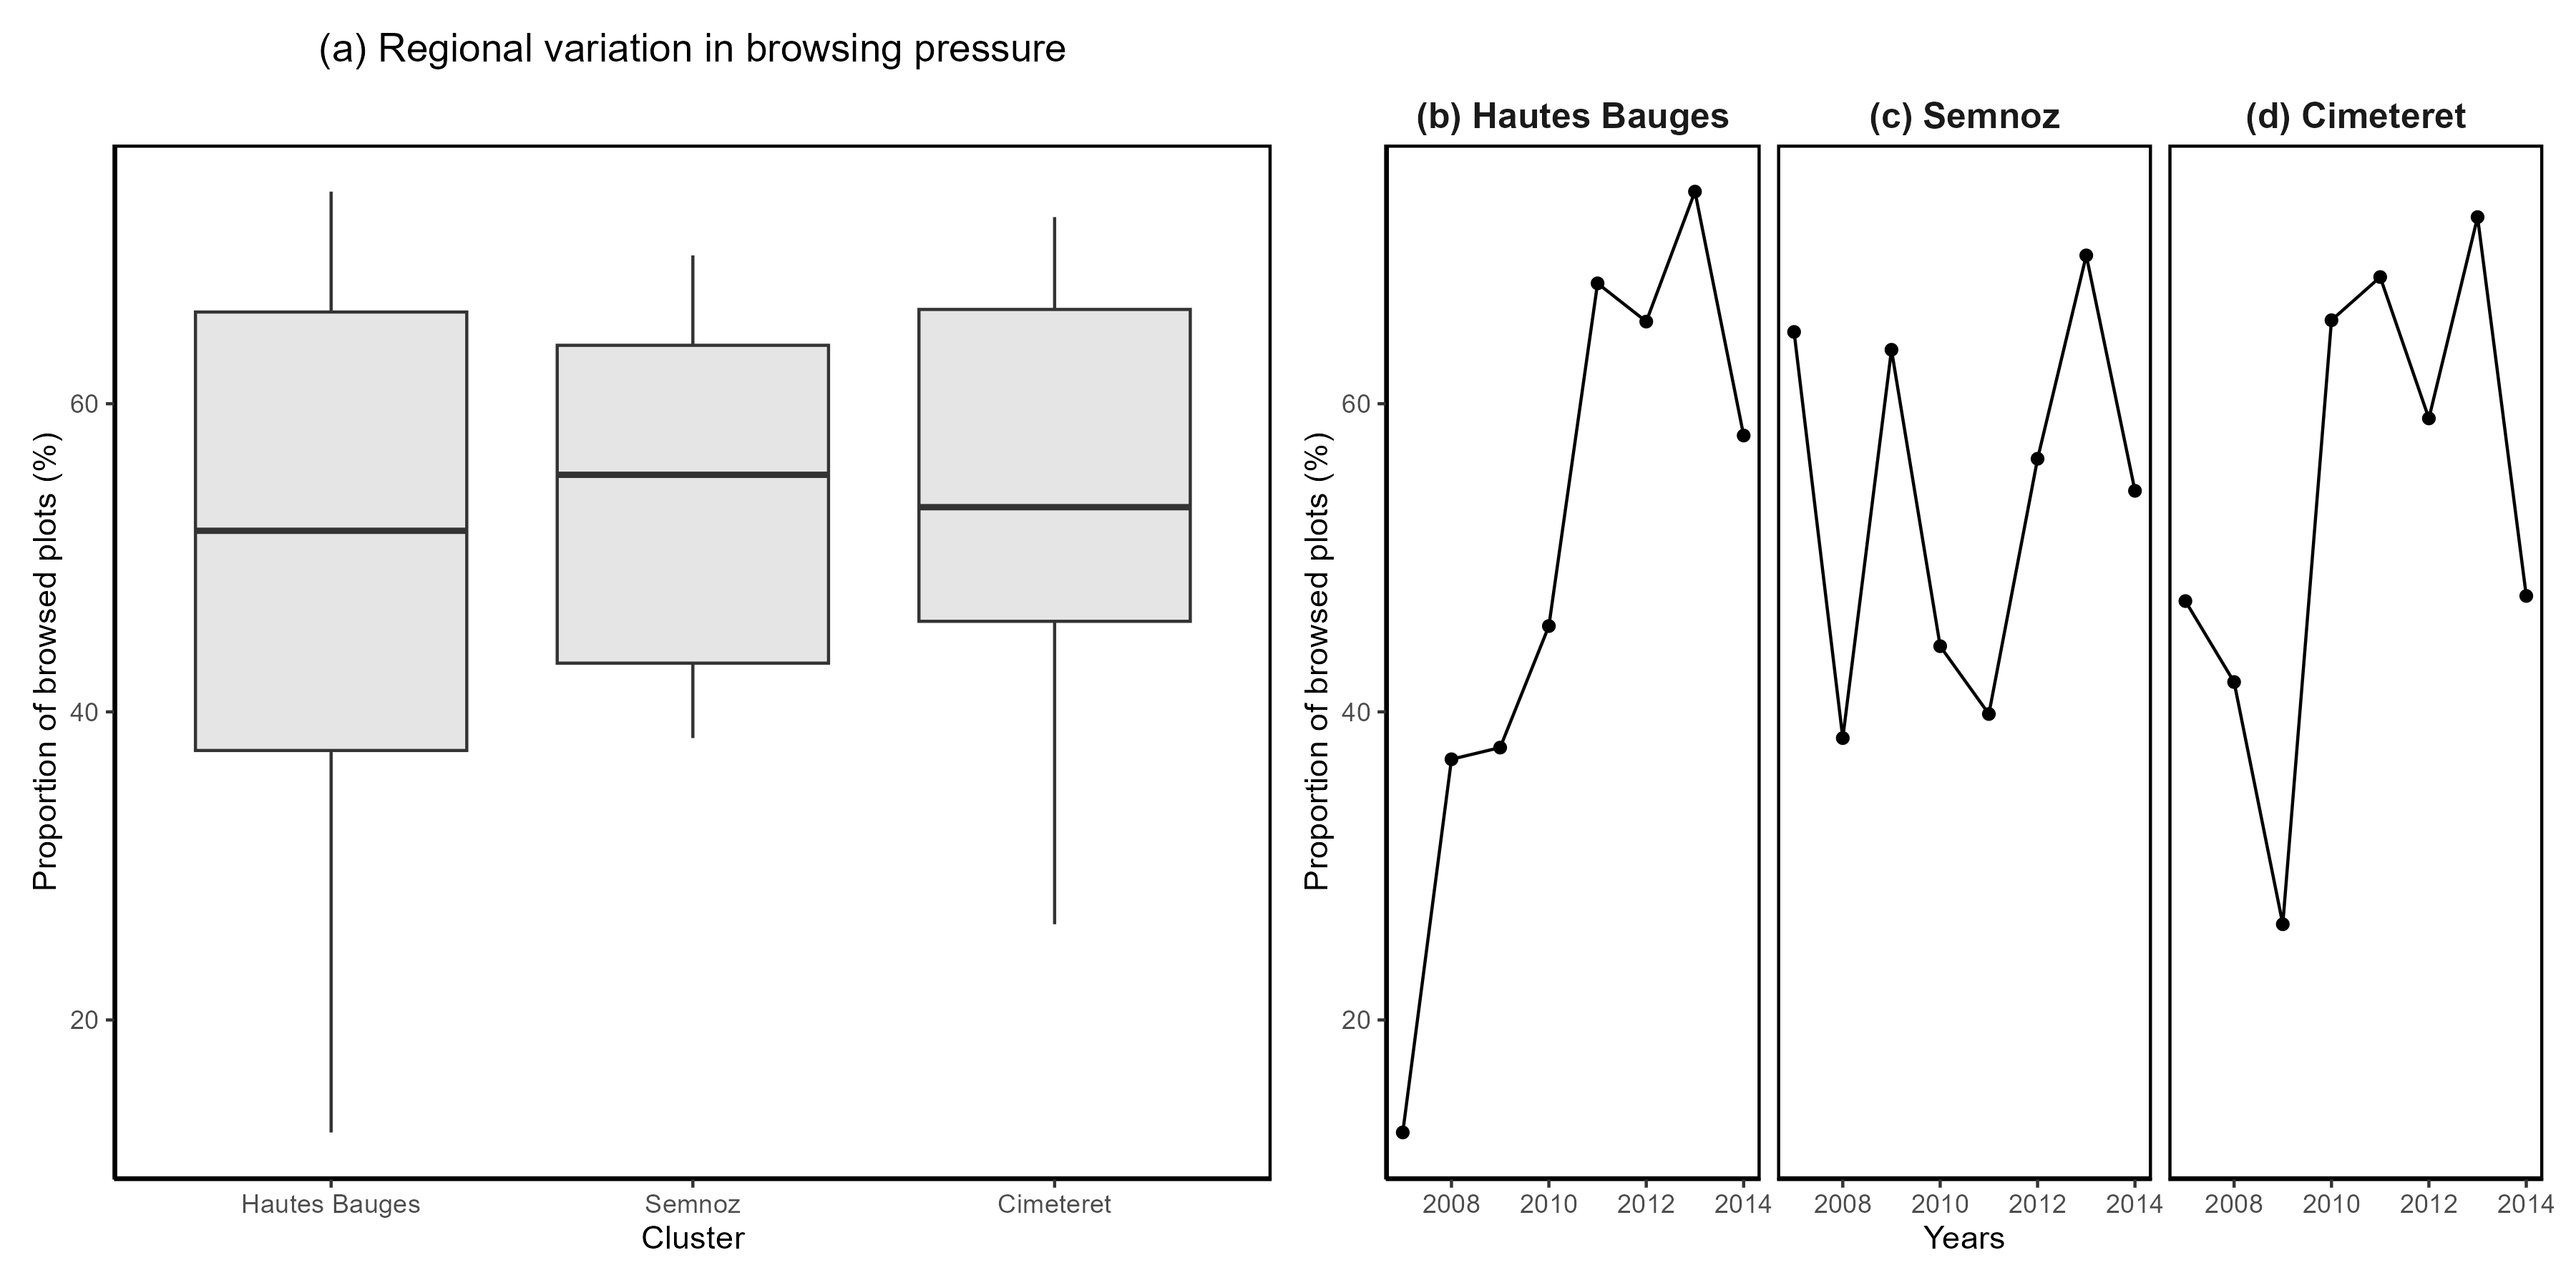 (a) Regional variation in browsing pressure
Proportion of browsed plots (%)
60
40
20
Hautes Bauges
Semnoz
Cimeteret
Cluster
(b) Hautes Bauges
(c) Semnoz
(d) Cimeteret
Proportion of browsed plots (%)
60
40
20
2008 2010 2012 2014
2008 2010 2012 2014
2008 2010 2012 2014
Years